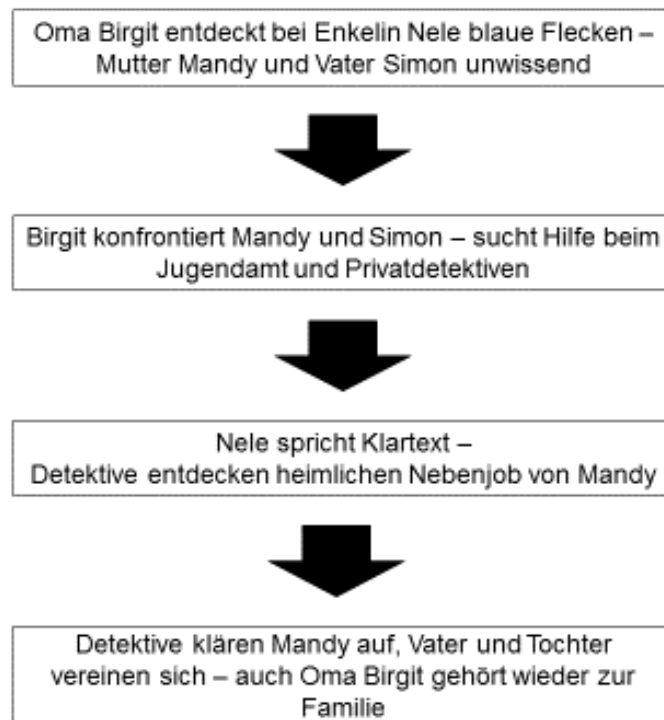 Oma Birgit entdeckt bei Enkelin Nele blaue Flecken –
Mutter Mandy und Vater Simon unwissend
Birgit konfrontiert Mandy und Simon – sucht Hilfe beim
Jugendamt und Privatdetektiven
Nele spricht Klartext –
Detektive entdecken heimlichen Nebenjob von Mandy
Detektive klären Mandy auf, Vater und Tochter
vereinen sich – auch Oma Birgit gehört wieder zur
Familie